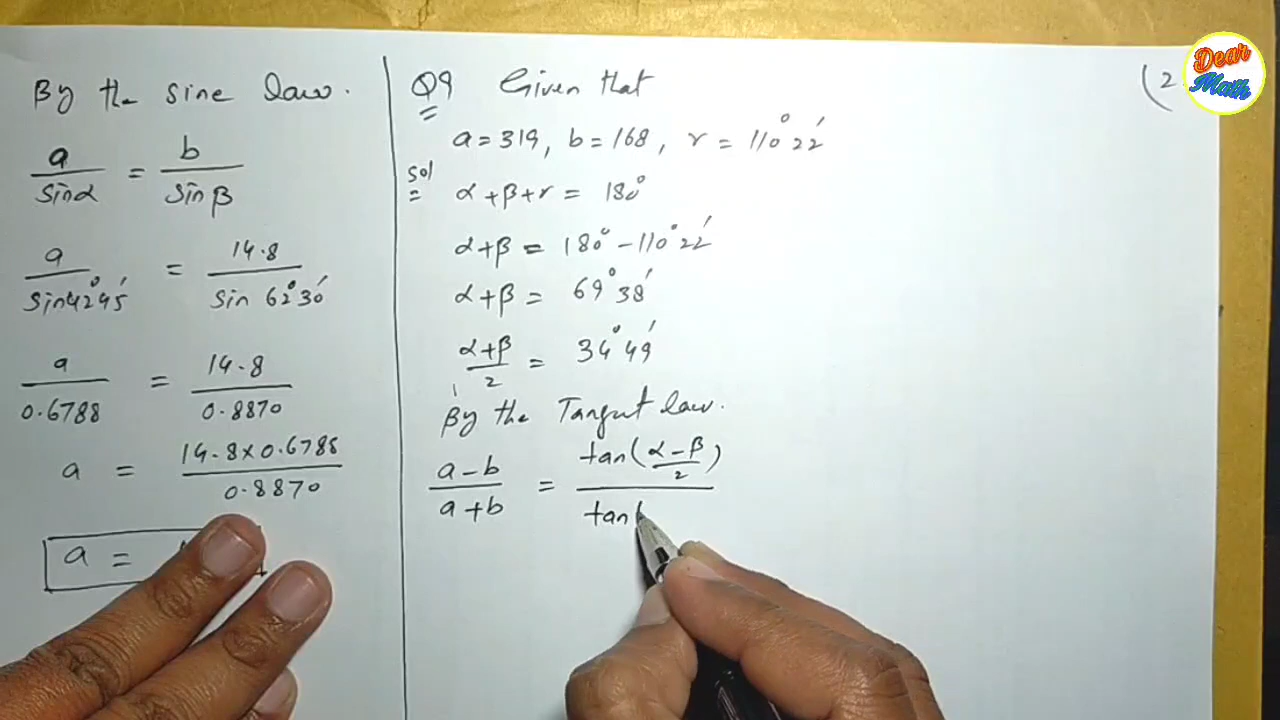 By the sine law.
a/sinα = b/sinβ
a/sin42°45′ = 14.8/sin 62°30′
a/0.6788 = 14.8/0.8870
a = 14.8×0.6788/0.8870
a =
Q9 Given that
a = 319, b = 168, r = 110°22′
Sol
α+β+r = 180°
α+β = 180° − 110°22′
α+β = 69°38′
α+β/2 = 34°49′
By the Tangent law.
a−b/a+b = tan(α−β/2)/tan(
(2
Dear
Math